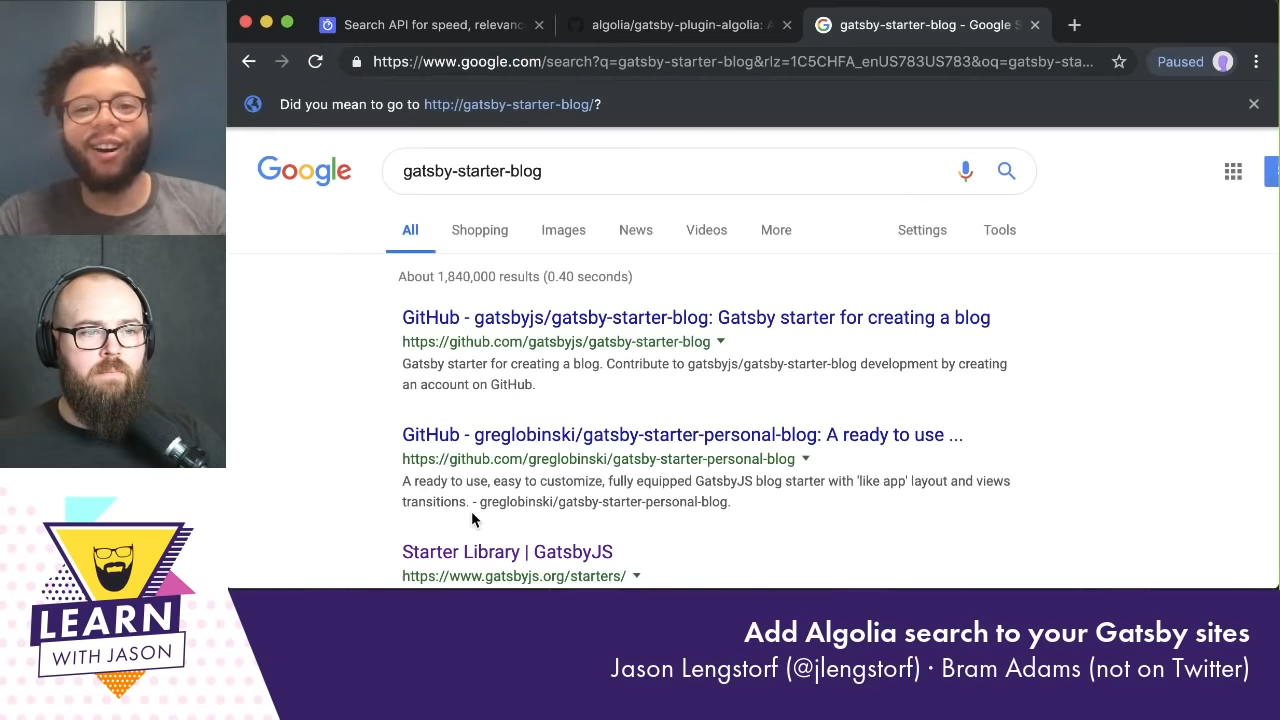 Search API for speed, relevanc
algolia/gatsby-plugin-algolia: A
gatsby-starter-blog - Google S
https://www.google.com/search?q=gatsby-starter-blog&rlz=1C5CHFA_enUS783US783&oq=gatsby-sta...
Paused
Did you mean to go to http://gatsby-starter-blog/?
Google
gatsby-starter-blog
All
Shopping
Images
News
Videos
More
Settings
Tools
About 1,840,000 results (0.40 seconds)
GitHub - gatsbyjs/gatsby-starter-blog: Gatsby starter for creating a blog
https://github.com/gatsbyjs/gatsby-starter-blog
Gatsby starter for creating a blog. Contribute to gatsbyjs/gatsby-starter-blog development by creating
an account on GitHub.
GitHub - greglobinski/gatsby-starter-personal-blog: A ready to use ...
https://github.com/greglobinski/gatsby-starter-personal-blog
A ready to use, easy to customize, fully equipped GatsbyJS blog starter with 'like app' layout and views
transitions. - greglobinski/gatsby-starter-personal-blog.
Starter Library | GatsbyJS
https://www.gatsbyjs.org/starters/
LEARN
WITH JASON
Add Algolia search to your Gatsby sites
Jason Lengstorf (@jlengstorf) · Bram Adams (not on Twitter)